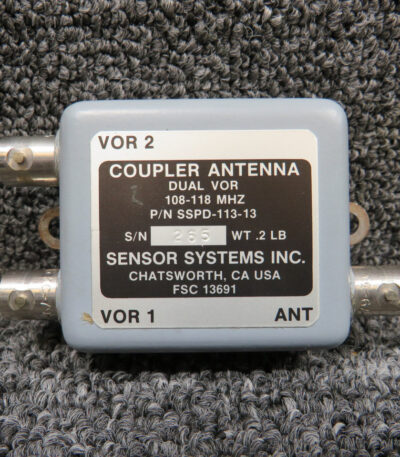 VOR 2
COUPLER ANTENNA
DUAL VOR
108-118 MHZ
P/N SSPD-113-13
S/N 265 WT .2 LB
SENSOR SYSTEMS INC.
CHATSWORTH, CA USA
FSC 13691
VOR 1 ANT